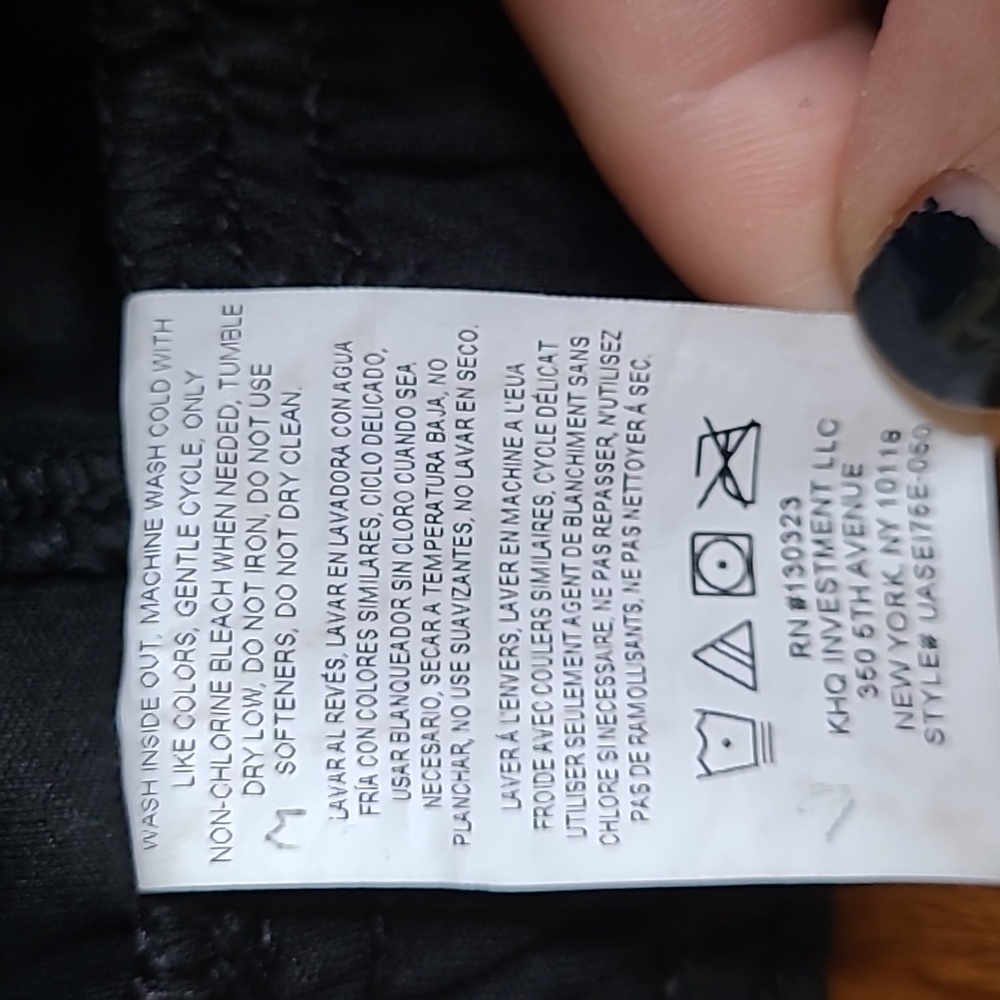 WASH INSIDE OUT, MACHINE WASH COLD WITH
LIKE COLORS, GENTLE CYCLE, ONLY
NON-CHLORINE BLEACH WHEN NEEDED, TUMBLE
DRY LOW, DO NOT IRON, DO NOT USE
SOFTENERS, DO NOT DRY CLEAN.
M
LAVAR AL REVÉS, LAVAR EN LAVADORA CON AGUA
FRÍA CON COLORES SIMILARES, CICLO DELICADO,
USAR BLANQUEADOR SIN CLORO CUANDO SEA
NECESARIO, SECAR A TEMPERATURA BAJA, NO
PLANCHAR, NO USE SUAVIZANTES, NO LAVAR EN SECO.
LAVER Á L'ENVERS, LAVER EN MACHINE A L'EUA
FROIDE AVEC COULERS SIMILAIRES, CYCLE DÉLICAT
UTILISER SEULEMENT AGENT DE BLANCHIMENT SANS
CHLORE SI NECESSAIRE, NE PAS REPASSER, N'UTILISEZ
PAS DE RAMOLLISANTS, NE PAS NETTOYER Á SEC.
RN#130323
KHQ INVESTMENT LLC
350 5TH AVENUE
NEW YORK, NY 10118
STYLE# UASEI76E-060